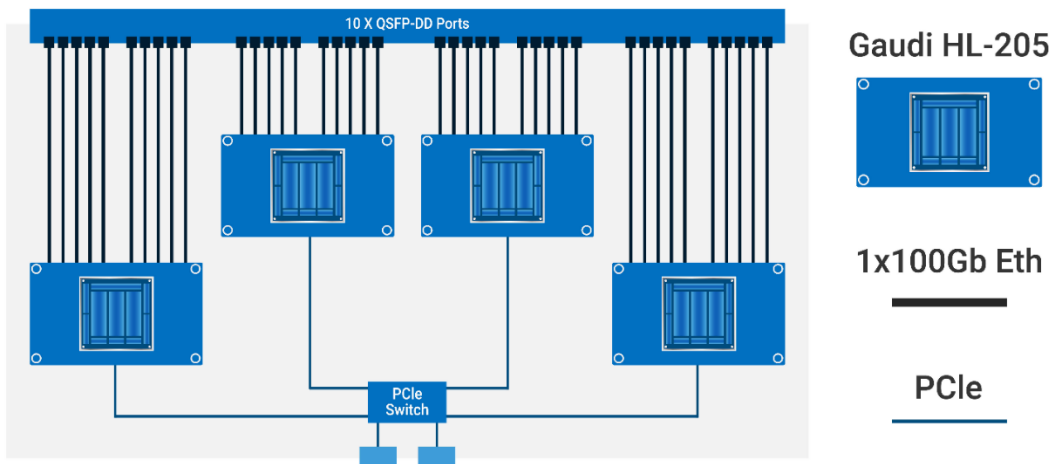 10 X QSFP-DD Ports
Gaudi HL-205
1x100Gb Eth
PCIe
PCIe
Switch